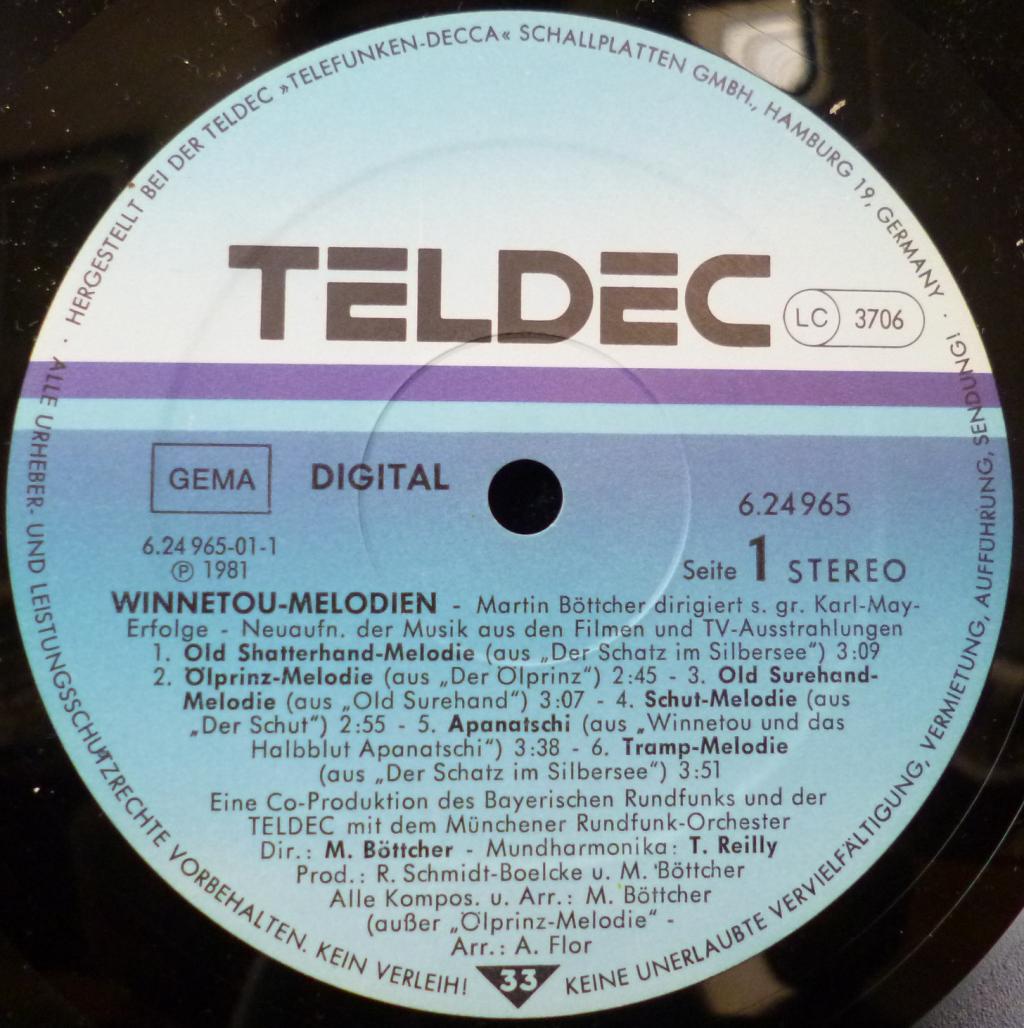 HERGESTELLT BEI DER TELDEC »TELEFUNKEN-DECCA« SCHALLPLATTEN GMBH., HAMBURG 19, GERMANY ·
TELDEC
LC 3706
GEMA
DIGITAL
6.24965
6.24 965-01-1
℗ 1981
Seite 1 STEREO
WINNETOU-MELODIEN - Martin Böttcher dirigiert s. gr. Karl-May-
Erfolge - Neuaufn. der Musik aus den Filmen und TV-Ausstrahlungen
1. Old Shatterhand-Melodie (aus „Der Schatz im Silbersee") 3:09
2. Ölprinz-Melodie (aus „Der Ölprinz") 2:45 - 3. Old Surehand-
Melodie (aus „Old Surehand") 3:07 - 4. Schut-Melodie (aus
„Der Schut") 2:55 - 5. Apanatschi (aus „Winnetou und das
Halbblut Apanatschi") 3:38 - 6. Tramp-Melodie
(aus „Der Schatz im Silbersee") 3:51
Eine Co-Produktion des Bayerischen Rundfunks und der
TELDEC mit dem Münchener Rundfunk-Orchester
Dir.: M. Böttcher - Mundharmonika: T. Reilly
Prod.: R. Schmidt-Boelcke u. M. Böttcher
Alle Kompos. u. Arr.: M. Böttcher
(außer „Ölprinz-Melodie" -
Arr.: A. Flor
33
ALLE URHEBER- UND LEISTUNGSSCHUTZRECHTE VORBEHALTEN. KEIN VERLEIH!
KEINE UNERLAUBTE VERVIELFÄLTIGUNG, VERMIETUNG, AUFFÜHRUNG, SENDUNG!